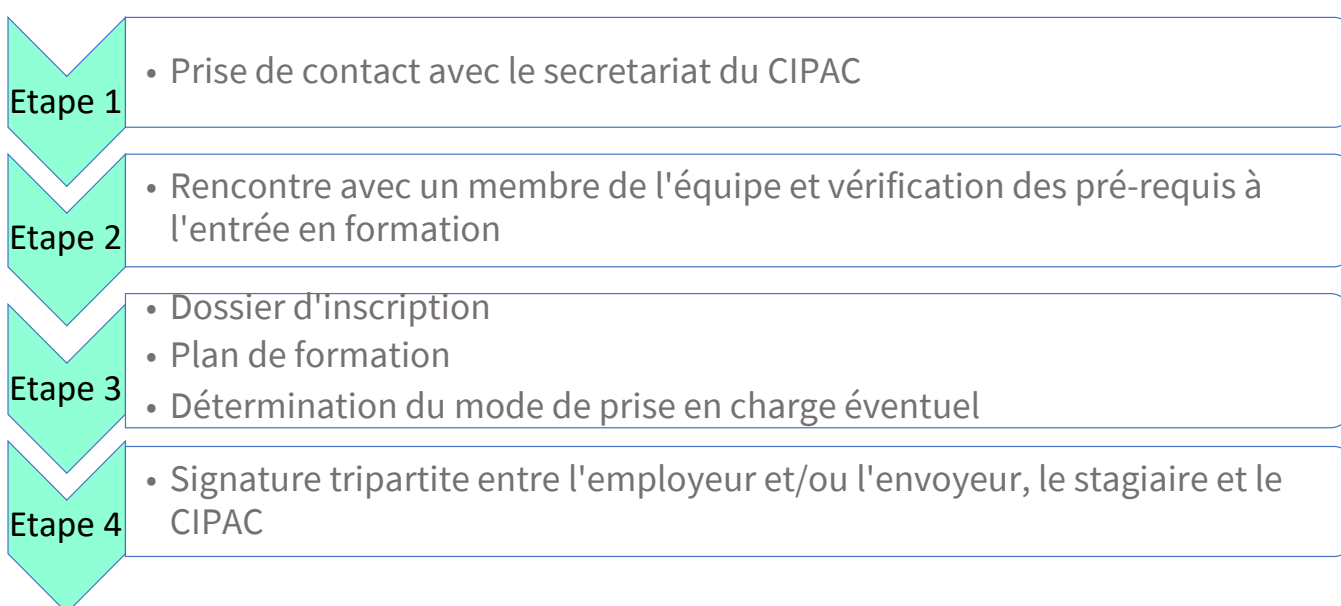 Etape 1
• Prise de contact avec le secretariat du CIPAC
Etape 2
• Rencontre avec un membre de l'équipe et vérification des pré-requis à
l'entrée en formation
Etape 3
• Dossier d'inscription
• Plan de formation
• Détermination du mode de prise en charge éventuel
Etape 4
• Signature tripartite entre l'employeur et/ou l'envoyeur, le stagiaire et le
CIPAC